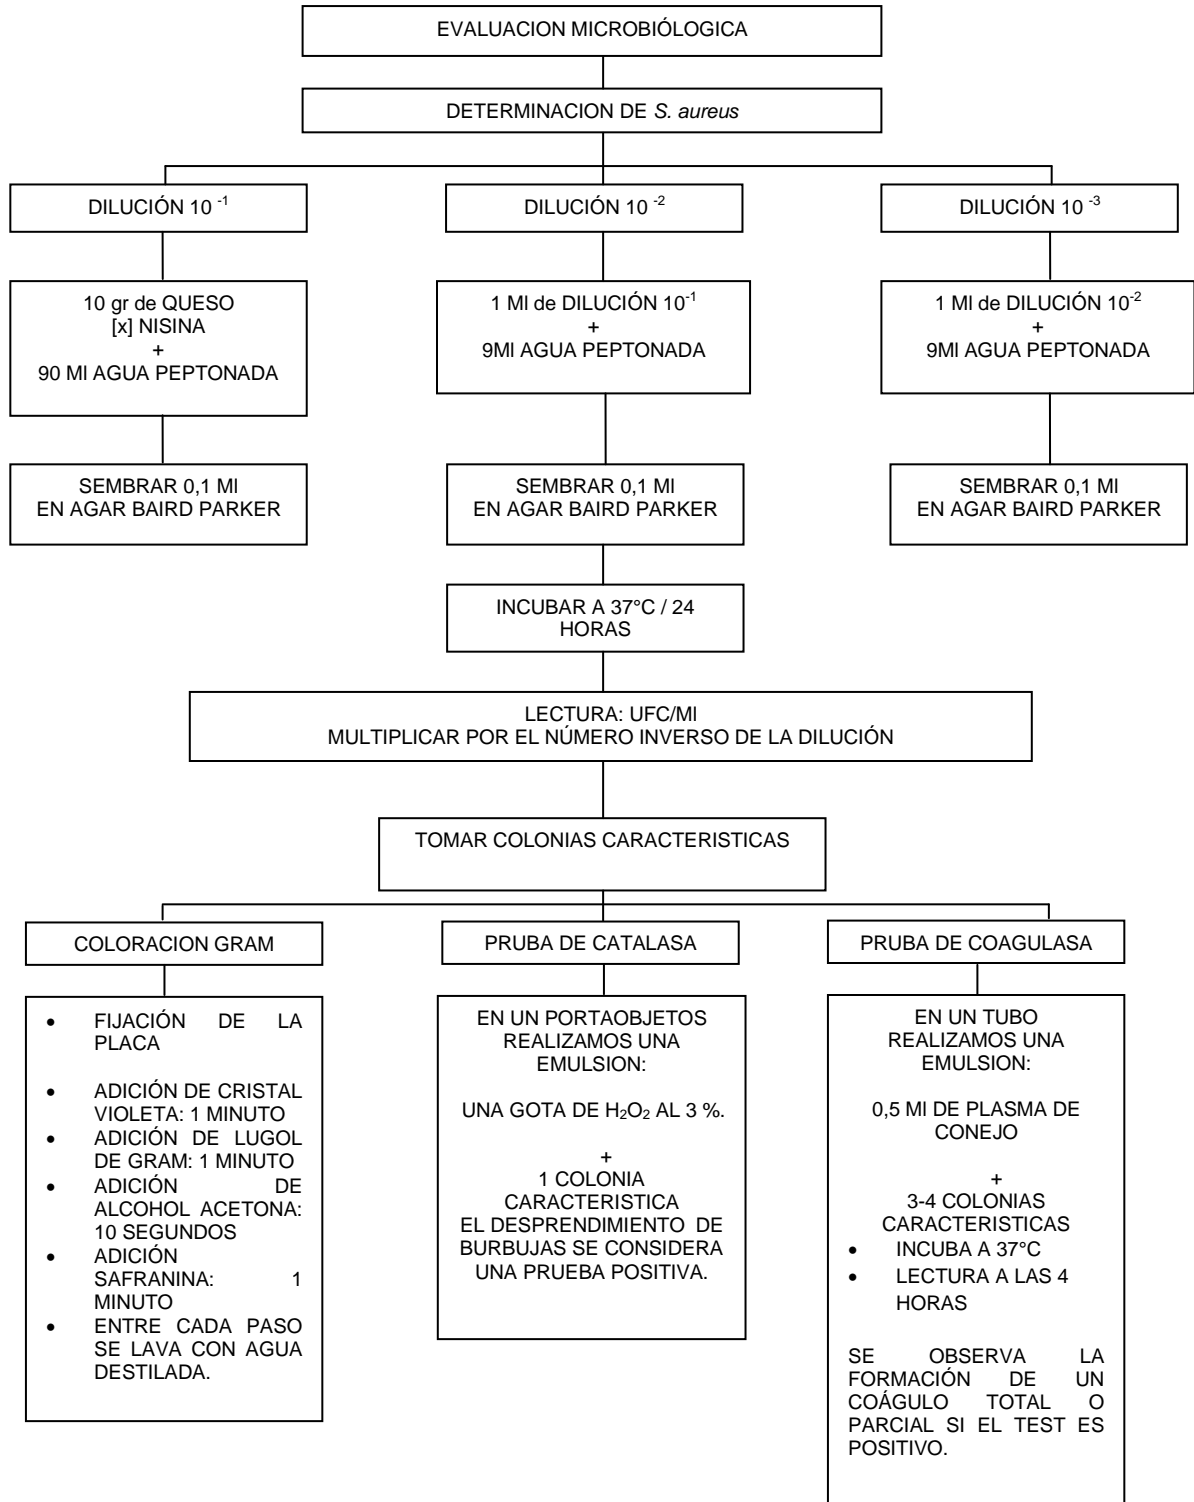 EVALUACION MICROBIÓLOGICA
DETERMINACION DE S. aureus
DILUCIÓN 10 -1
DILUCIÓN 10 -2
DILUCIÓN 10 -3
10 gr de QUESO
[x] NISINA
+
90 Ml AGUA PEPTONADA
1 Ml de DILUCIÓN 10-1
+
9Ml AGUA PEPTONADA
1 Ml de DILUCIÓN 10-2
+
9Ml AGUA PEPTONADA
SEMBRAR 0,1 Ml
EN AGAR BAIRD PARKER
SEMBRAR 0,1 Ml
EN AGAR BAIRD PARKER
SEMBRAR 0,1 Ml
EN AGAR BAIRD PARKER
INCUBAR A 37°C / 24
HORAS
LECTURA: UFC/Ml
MULTIPLICAR POR EL NÚMERO INVERSO DE LA DILUCIÓN
TOMAR COLONIAS CARACTERISTICAS
COLORACION GRAM
PRUBA DE CATALASA
PRUBA DE COAGULASA
• FIJACIÓN DE LA
PLACA
• ADICIÓN DE CRISTAL
VIOLETA: 1 MINUTO
• ADICIÓN DE LUGOL
DE GRAM: 1 MINUTO
• ADICIÓN DE
ALCOHOL ACETONA:
10 SEGUNDOS
• ADICIÓN
SAFRANINA: 1
MINUTO
• ENTRE CADA PASO
SE LAVA CON AGUA
DESTILADA.
EN UN PORTAOBJETOS
REALIZAMOS UNA
EMULSION:
UNA GOTA DE H₂O₂ AL 3 %.
+
1 COLONIA
CARACTERISTICA
EL DESPRENDIMIENTO DE
BURBUJAS SE CONSIDERA
UNA PRUEBA POSITIVA.
EN UN TUBO
REALIZAMOS UNA
EMULSION:
0,5 Ml DE PLASMA DE
CONEJO
+
3-4 COLONIAS
CARACTERISTICAS
• INCUBA A 37°C
• LECTURA A LAS 4
HORAS
SE OBSERVA LA
FORMACIÓN DE UN
COÁGULO TOTAL O
PARCIAL SI EL TEST ES
POSITIVO.